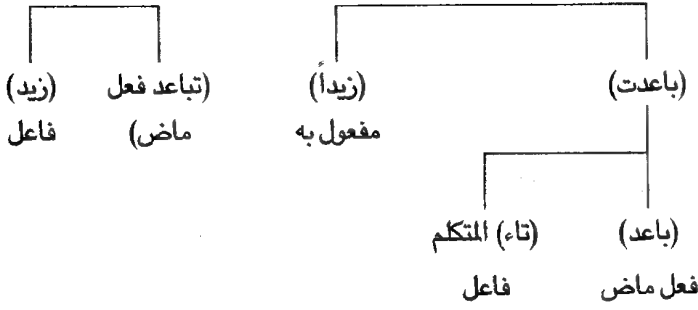 (باعدت) (زيداً) (تباعد فعل (زيد)
مفعول به ماض) فاعل
(باعد) (تاء) المتكلم
فعل ماض فاعل